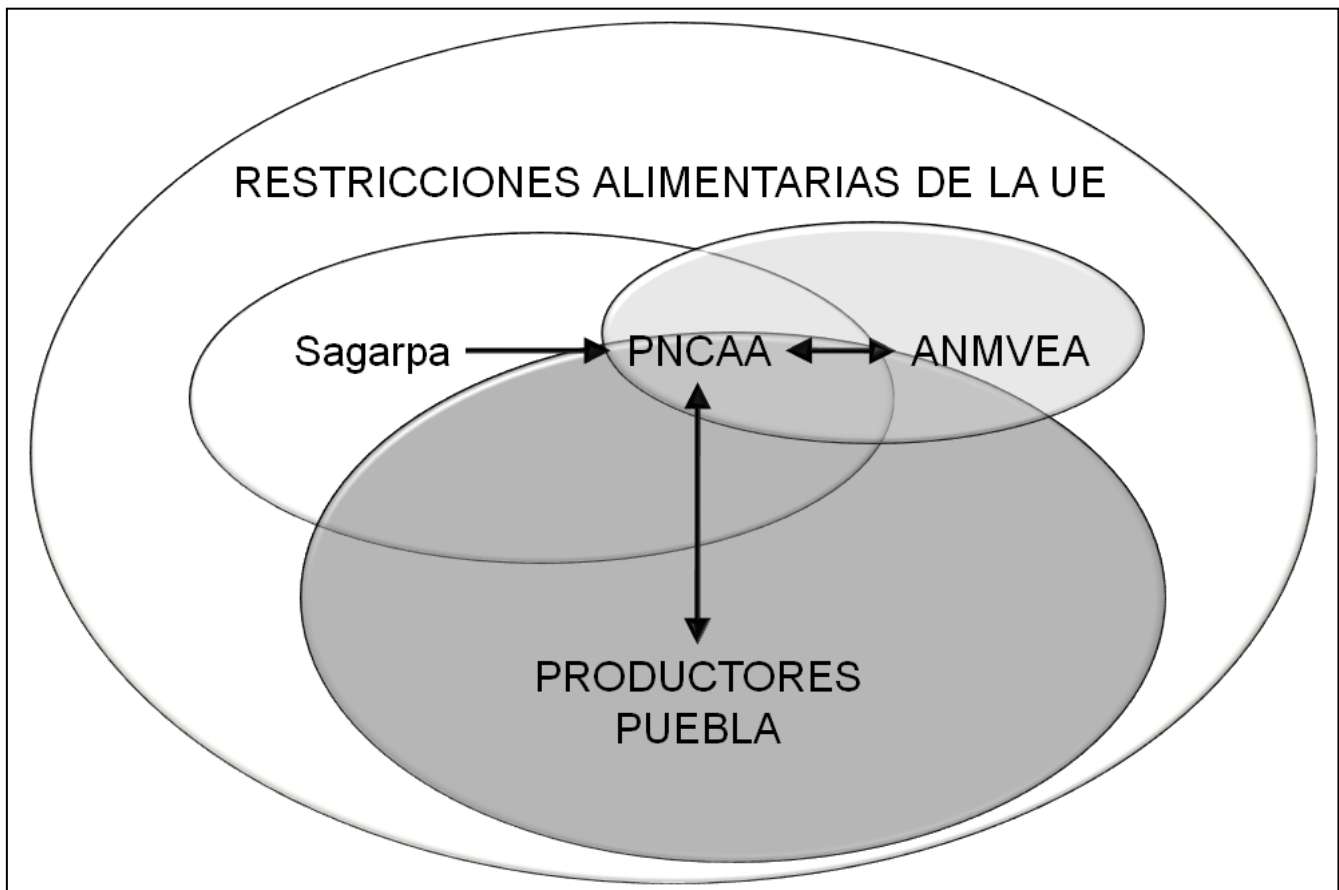 RESTRICCIONES ALIMENTARIAS DE LA UE
Sagarpa PNCAA ANMVEA
PRODUCTORES
PUEBLA